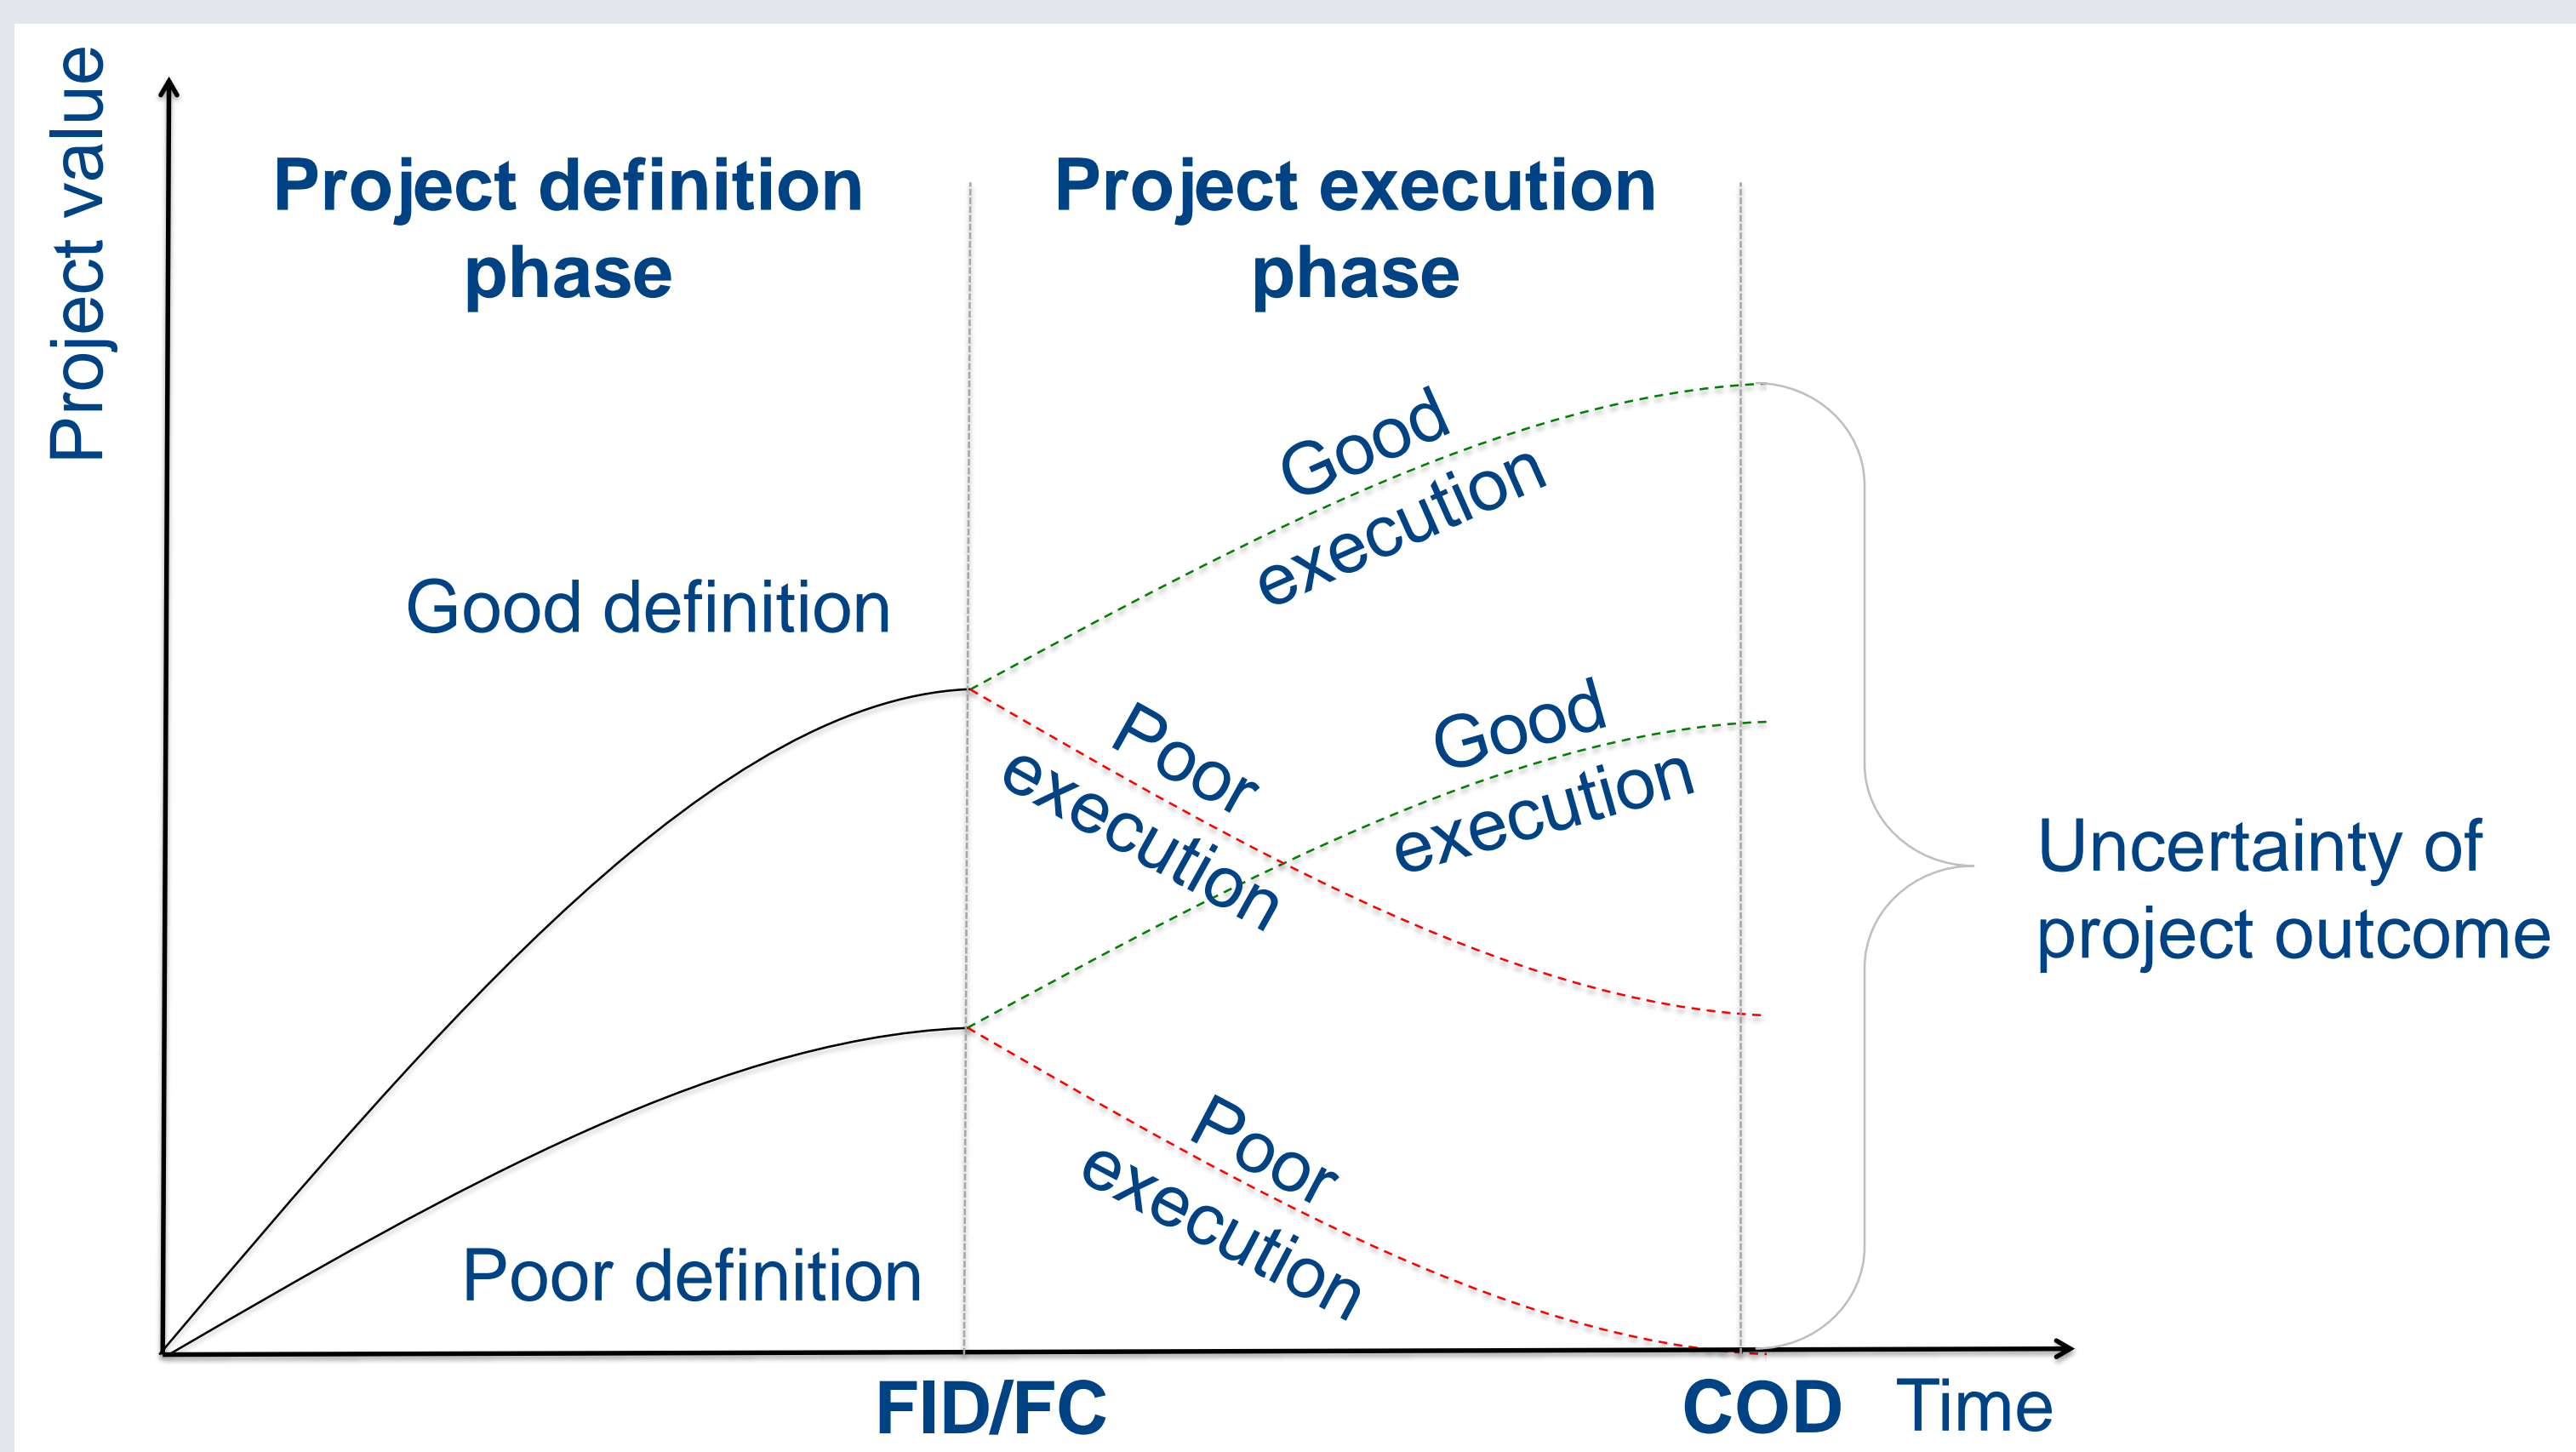 Project value
Project definition
phase
Project execution
phase
Good
execution
Good definition
Poor
execution
Good
execution
Uncertainty of
project outcome
Poor
execution
Poor definition
FID/FC
COD
Time